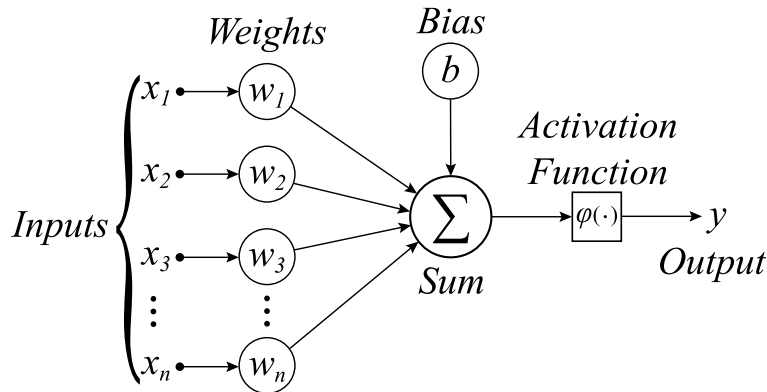 Weights
Bias
x₁
w₁
b
Activation
Function
x₂
w₂
Inputs
Σ
φ(·)
y
x₃
w₃
Sum
Output
⋮
⋮
xₙ
wₙ